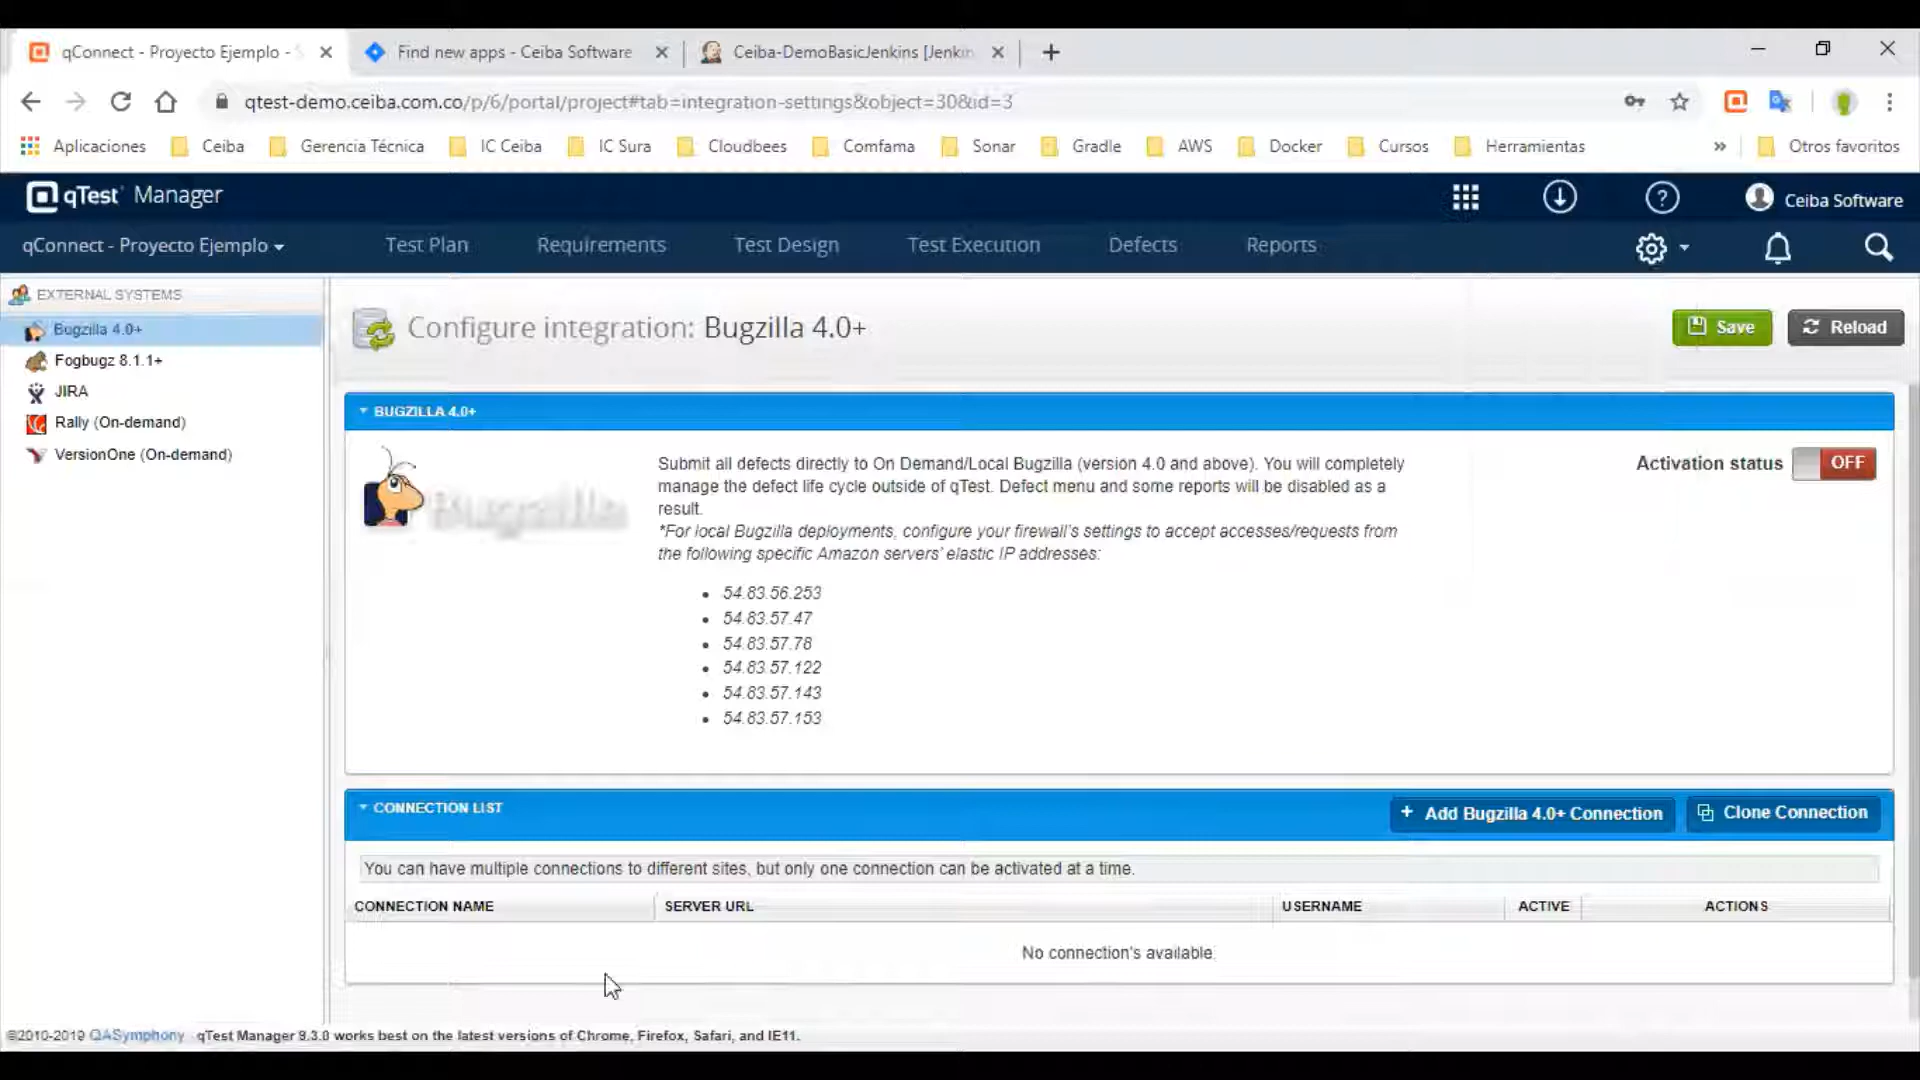 qConnect - Proyecto Ejemplo -
Find new apps - Ceiba Software
Ceiba-DemoBasicJenkins [Jenkin
qtest-demo.ceiba.com.co/p/6/portal/project#tab=integration-settings&object=30&id=3
Aplicaciones Ceiba Gerencia Técnica IC Ceiba IC Sura Cloudbees Comfama Sonar Gradle AWS Docker Cursos Herramientas » Otros favoritos
qTest Manager
Ceiba Software
qConnect - Proyecto Ejemplo Test Plan Requirements Test Design Test Execution Defects Reports
EXTERNAL SYSTEMS
Bugzilla 4.0+
Fogbugz 8.1.1+
JIRA
Rally (On-demand)
VersionOne (On-demand)
Configure integration: Bugzilla 4.0+
Save
Reload
BUGZILLA 4.0+
Bugzilla
Submit all defects directly to On Demand/Local Bugzilla (version 4.0 and above). You will completely
manage the defect life cycle outside of qTest. Defect menu and some reports will be disabled as a
result.
*For local Bugzilla deployments, configure your firewall's settings to accept accesses/requests from
the following specific Amazon servers' elastic IP addresses:
• 54.83.56.253
• 54.83.57.47
• 54.83.57.78
• 54.83.57.122
• 54.83.57.143
• 54.83.57.153
Activation status OFF
CONNECTION LIST
+ Add Bugzilla 4.0+ Connection
Clone Connection
You can have multiple connections to different sites, but only one connection can be activated at a time.
CONNECTION NAME SERVER URL USERNAME ACTIVE ACTIONS
No connection's available.
©2010-2019 QASymphony - qTest Manager 9.3.0 works best on the latest versions of Chrome, Firefox, Safari, and IE11.